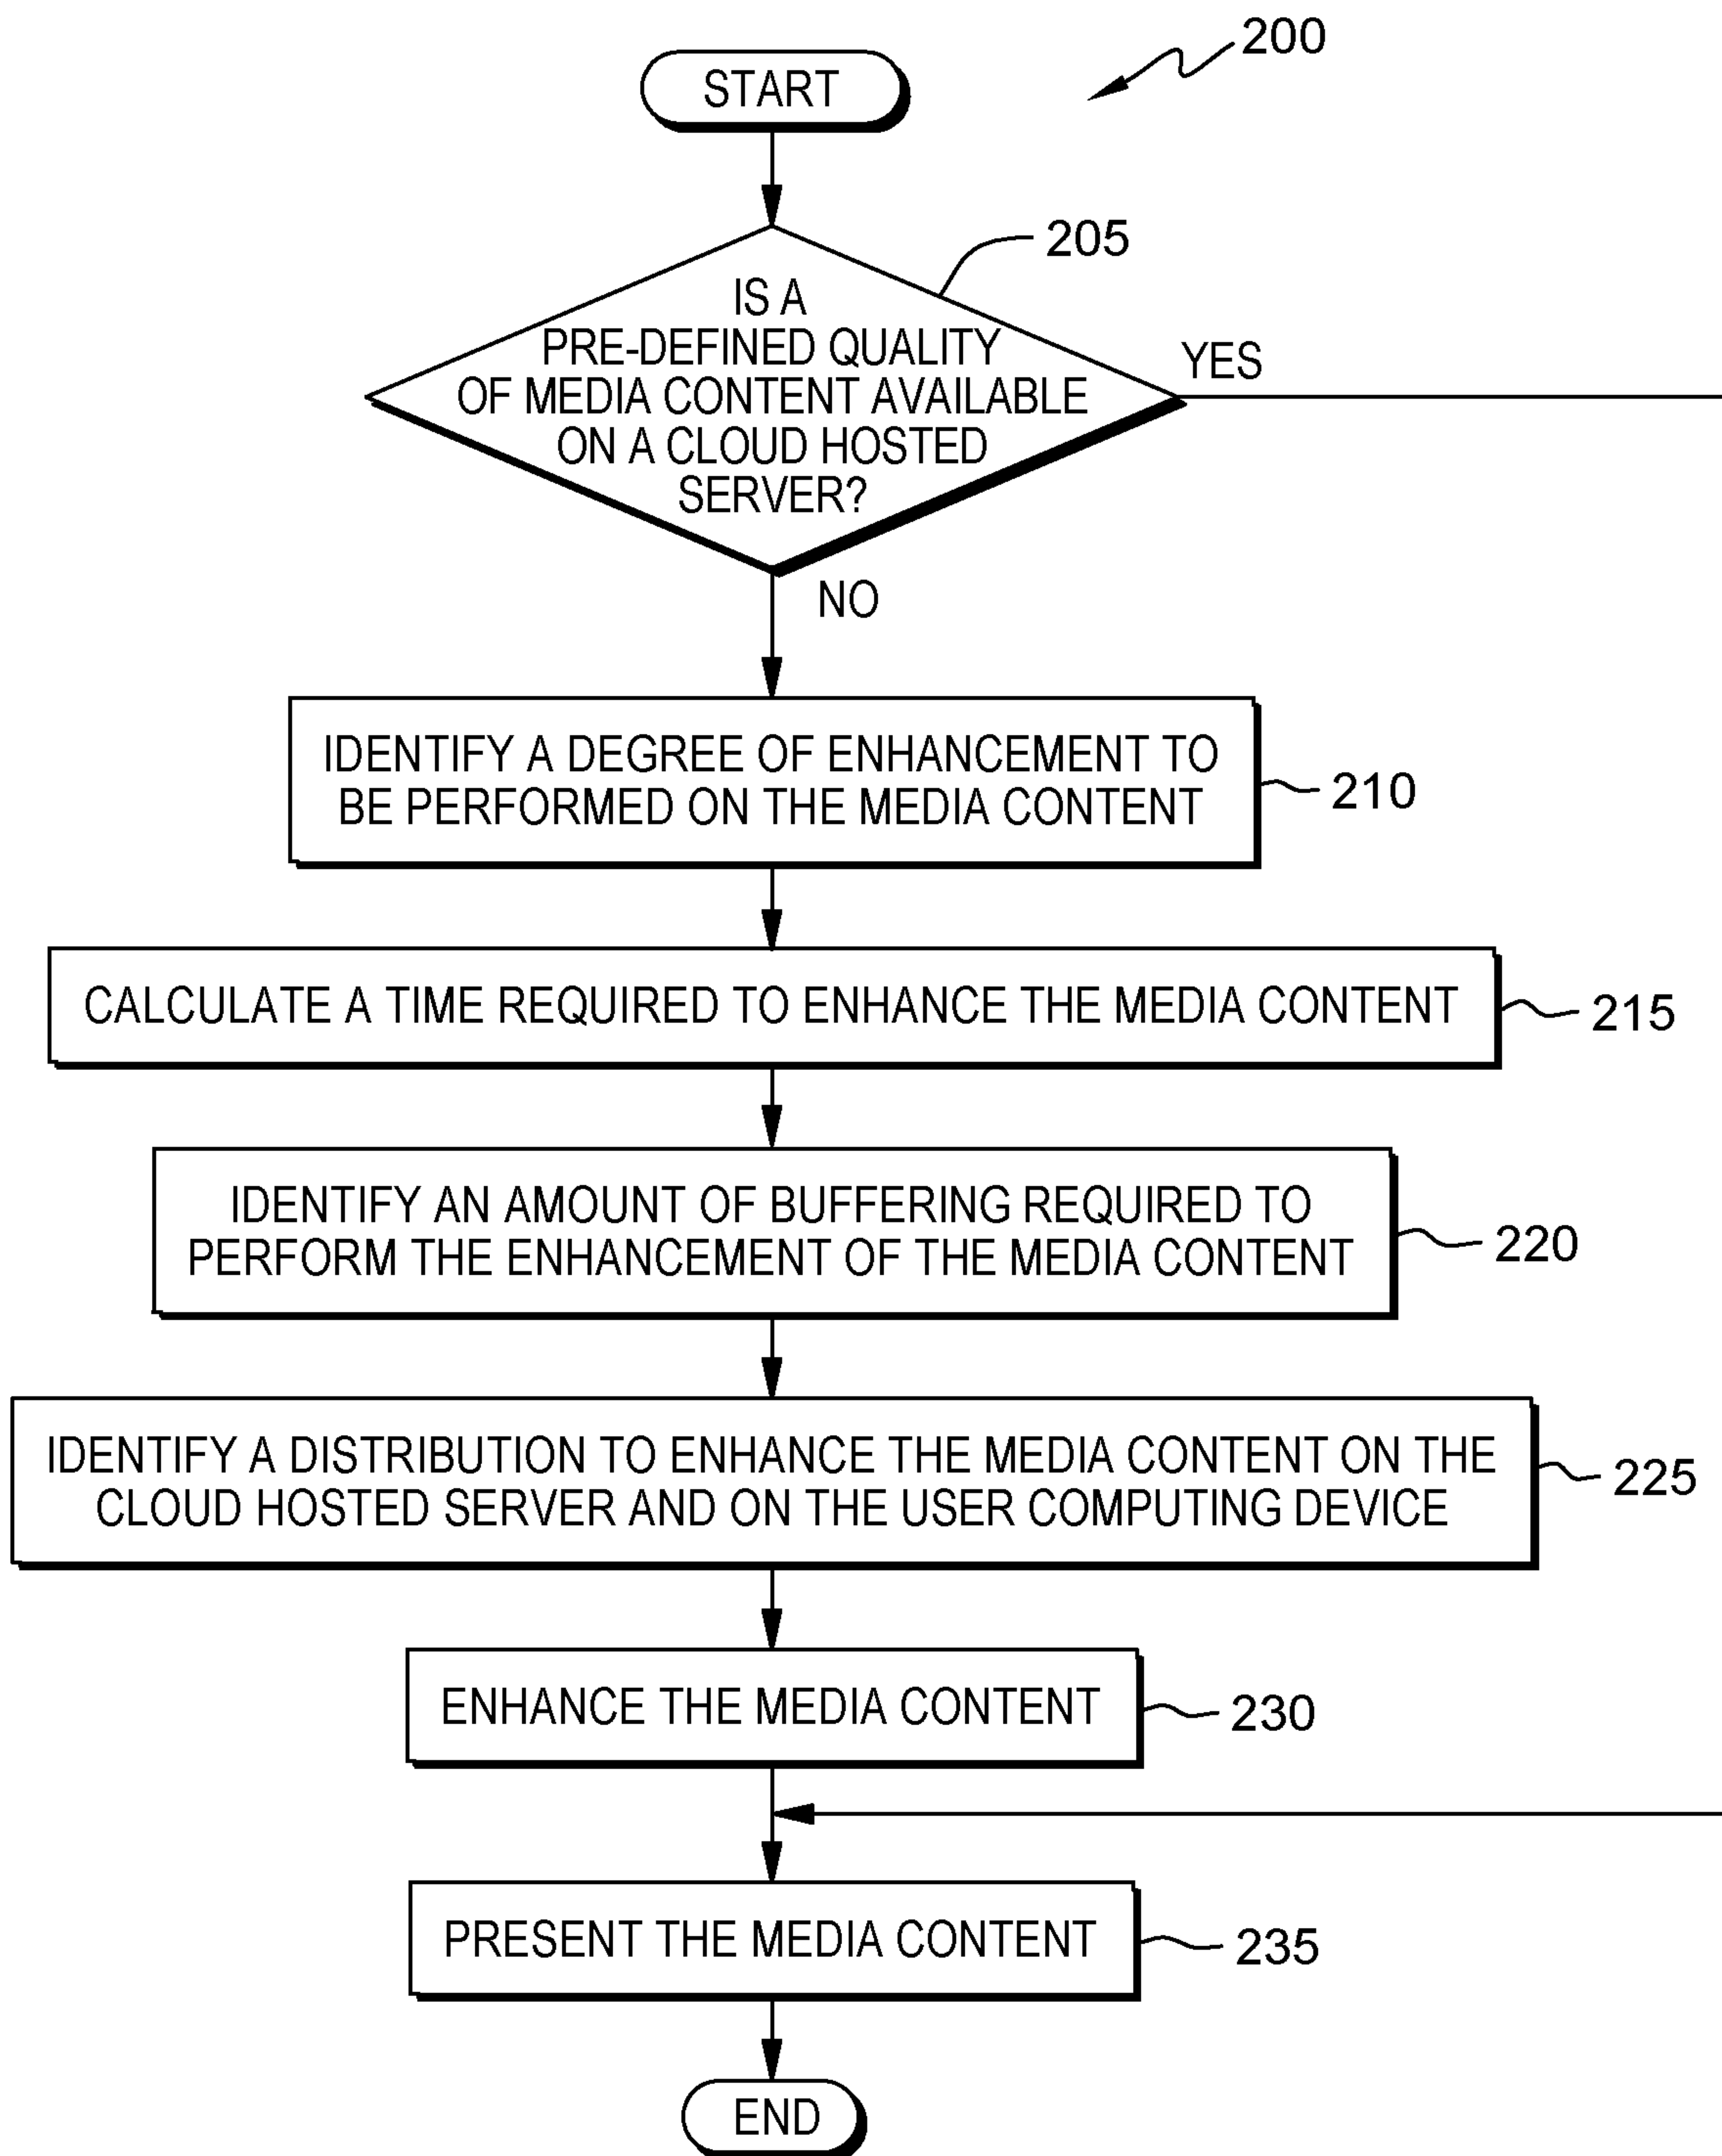 200
START
205
IS A
PRE-DEFINED QUALITY
OF MEDIA CONTENT AVAILABLE
ON A CLOUD HOSTED
SERVER?
YES
NO
IDENTIFY A DEGREE OF ENHANCEMENT TO
BE PERFORMED ON THE MEDIA CONTENT
210
CALCULATE A TIME REQUIRED TO ENHANCE THE MEDIA CONTENT
215
IDENTIFY AN AMOUNT OF BUFFERING REQUIRED TO
PERFORM THE ENHANCEMENT OF THE MEDIA CONTENT
220
IDENTIFY A DISTRIBUTION TO ENHANCE THE MEDIA CONTENT ON THE
CLOUD HOSTED SERVER AND ON THE USER COMPUTING DEVICE
225
ENHANCE THE MEDIA CONTENT
230
PRESENT THE MEDIA CONTENT
235
END